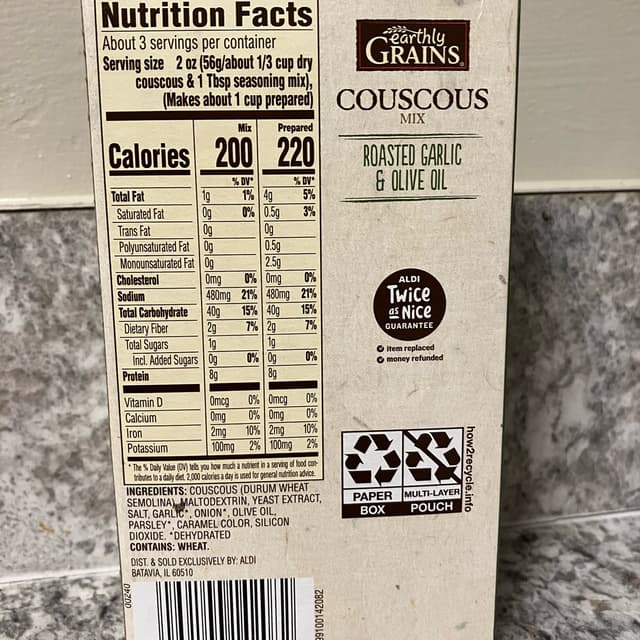 Nutrition Facts
About 3 servings per container
Serving size 2 oz (56g/about 1/3 cup dry
couscous & 1 Tbsp seasoning mix),
(Makes about 1 cup prepared)
Mix Prepared
Calories 200 220
% DV* % DV*
Total Fat 1g 1% 4g 5%
Saturated Fat 0g 0% 0.5g 3%
Trans Fat 0g 0g
Polyunsaturated Fat 0g 0.5g
Monounsaturated Fat 0g 2.5g
Cholesterol 0mg 0% 0mg 0%
Sodium 480mg 21% 480mg 21%
Total Carbohydrate 40g 15% 40g 15%
Dietary Fiber 2g 7% 2g 7%
Total Sugars 1g 1g
Incl. Added Sugars 0g 0% 0g 0%
Protein 8g 8g
Vitamin D 0mcg 0% 0mcg 0%
Calcium 0mg 0% 0mg 0%
Iron 2mg 10% 2mg 10%
Potassium 100mg 2% 100mg 2%
* The % Daily Value (DV) tells you how much a nutrient in a serving of food con-
tributes to a daily diet. 2,000 calories a day is used for general nutrition advice.
INGREDIENTS: COUSCOUS (DURUM WHEAT
SEMOLINA), MALTODEXTRIN, YEAST EXTRACT,
SALT, GARLIC*, ONION*, OLIVE OIL,
PARSLEY*, CARAMEL COLOR, SILICON
DIOXIDE. *DEHYDRATED
CONTAINS: WHEAT.
DIST. & SOLD EXCLUSIVELY BY: ALDI
BATAVIA, IL 60510
00240
99100142082
earthly
GRAINS®
COUSCOUS
MIX
ROASTED GARLIC
& OLIVE OIL
ALDI
Twice
as Nice
GUARANTEE
item replaced
money refunded
PAPER
BOX
MULTI-LAYER
POUCH
how2recycle.info